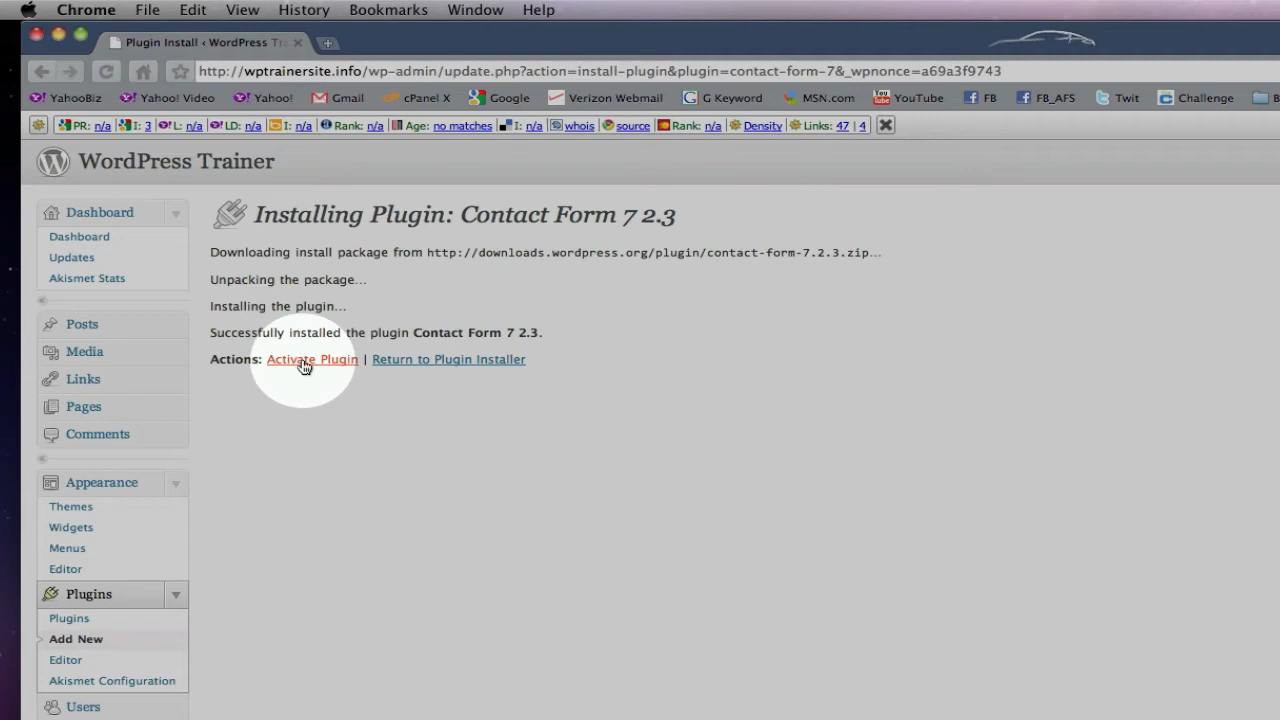 Chrome File Edit View History Bookmarks Window Help
Plugin Install ‹ WordPress Tr
http://wptrainersite.info/wp-admin/update.php?action=install-plugin&plugin=contact-form-7&_wpnonce=a69a3f9743
YahooBiz Yahoo! Video Yahoo! Gmail cPanel X Google Verizon Webmail G Keyword MSN.com YouTube FB FB_AFS Twit Challenge B
PR: n/a I: 3 L: n/a LD: n/a I: n/a Rank: n/a Age: no matches I: n/a whois source Rank: n/a Density Links: 47 | 4
WordPress Trainer
Dashboard
Dashboard
Updates
Akismet Stats
Posts
Media
Links
Pages
Comments
Appearance
Themes
Widgets
Menus
Editor
Plugins
Plugins
Add New
Editor
Akismet Configuration
Users
Installing Plugin: Contact Form 7 2.3
Downloading install package from http://downloads.wordpress.org/plugin/contact-form-7.2.3.zip…
Unpacking the package…
Installing the plugin…
Successfully installed the plugin Contact Form 7 2.3.
Actions: Activate Plugin | Return to Plugin Installer